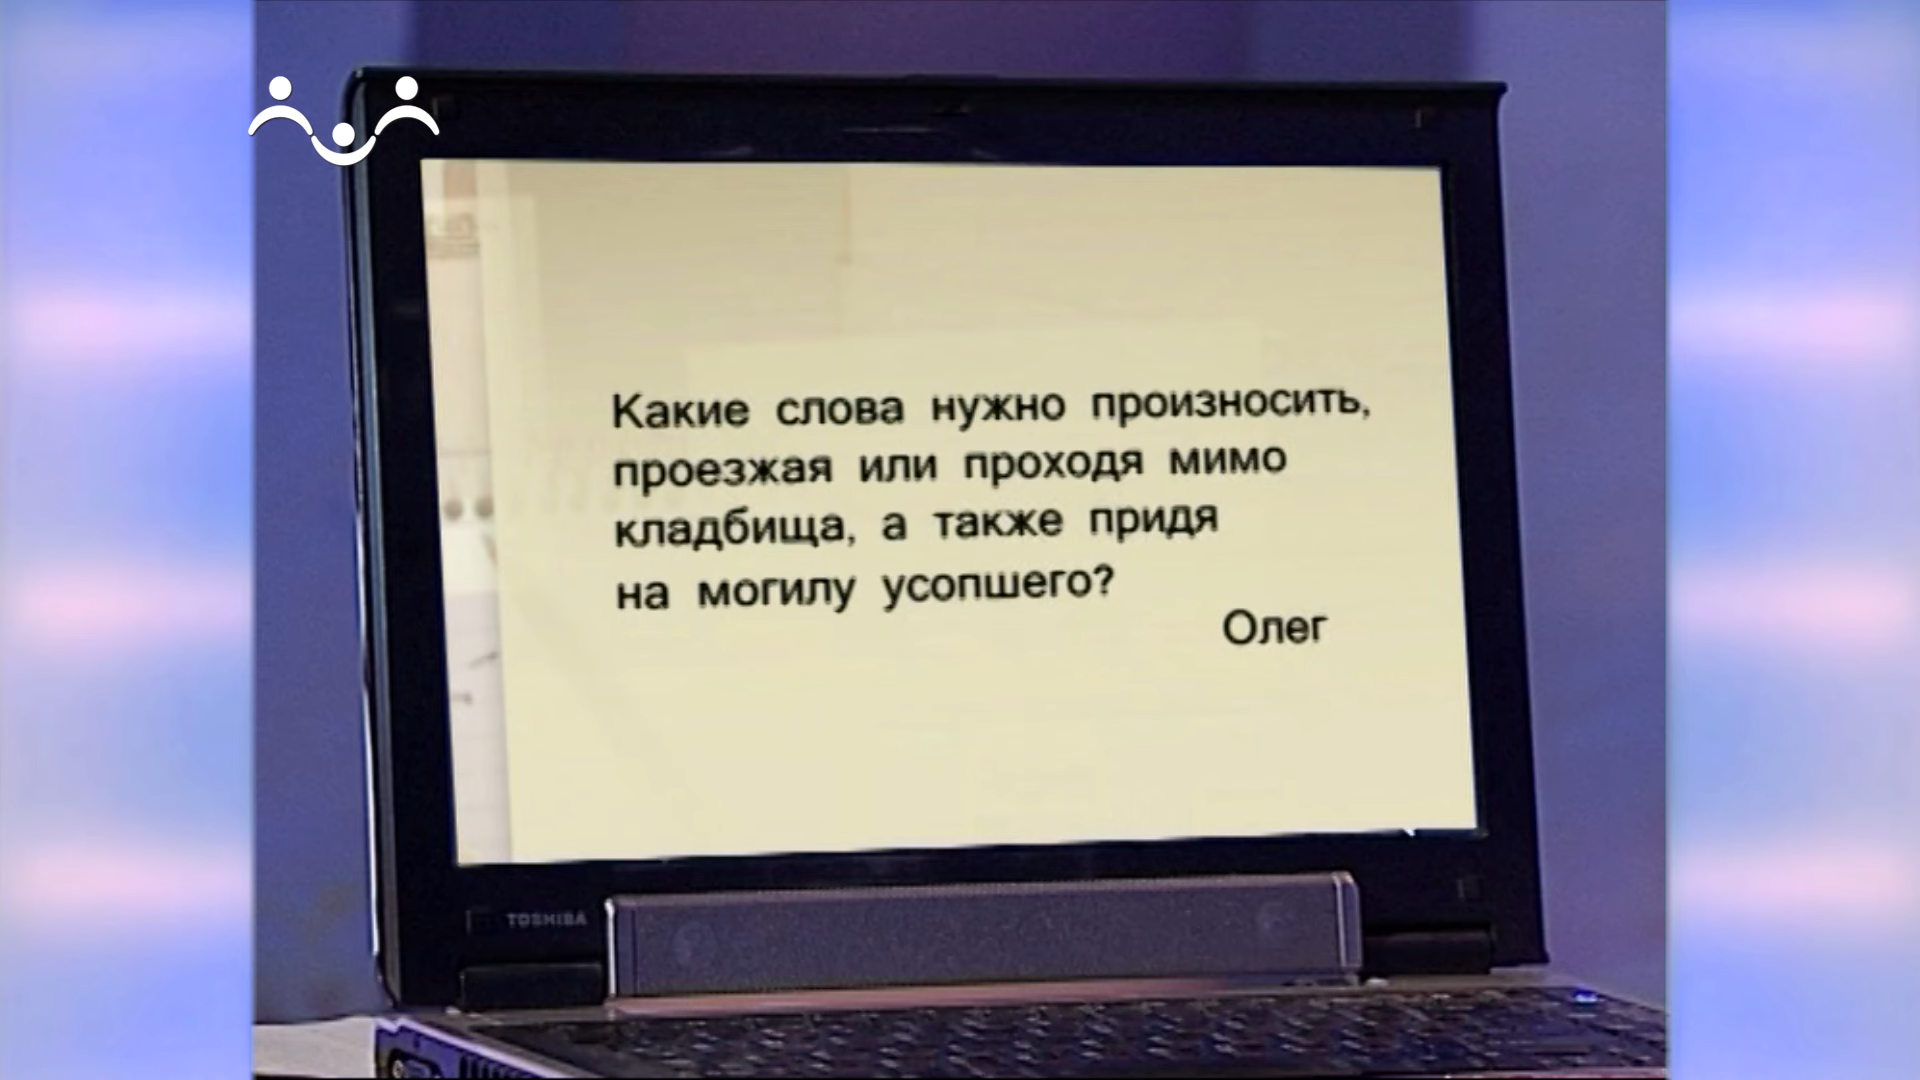 Какие слова нужно произносить,
проезжая или проходя мимо
кладбища, а также придя
на могилу усопшего?
Олег
TOSHIBA